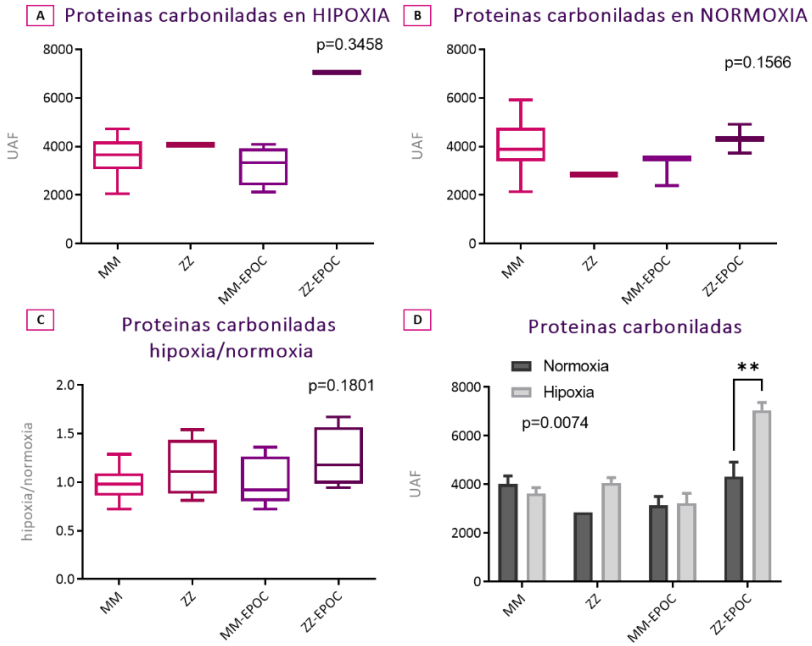 A Proteinas carboniladas en HIPOXIA
p=0.3458
8000
6000
4000
2000
0
UAF
MM
ZZ
MM-EPOC
ZZ-EPOC
B Proteinas carboniladas en NORMOXIA
p=0.1566
8000
6000
4000
2000
0
UAF
MM
ZZ
MM-EPOC
ZZ-EPOC
C Proteinas carboniladas
hipoxia/normoxia
p=0.1801
2.0
1.5
1.0
0.5
0.0
hipoxia/normoxia
MM
ZZ
MM-EPOC
ZZ-EPOC
D Proteinas carboniladas
Normoxia
Hipoxia
**
p=0.0074
8000
6000
4000
2000
0
UAF
MM
ZZ
MM-EPOC
ZZ-EPOC